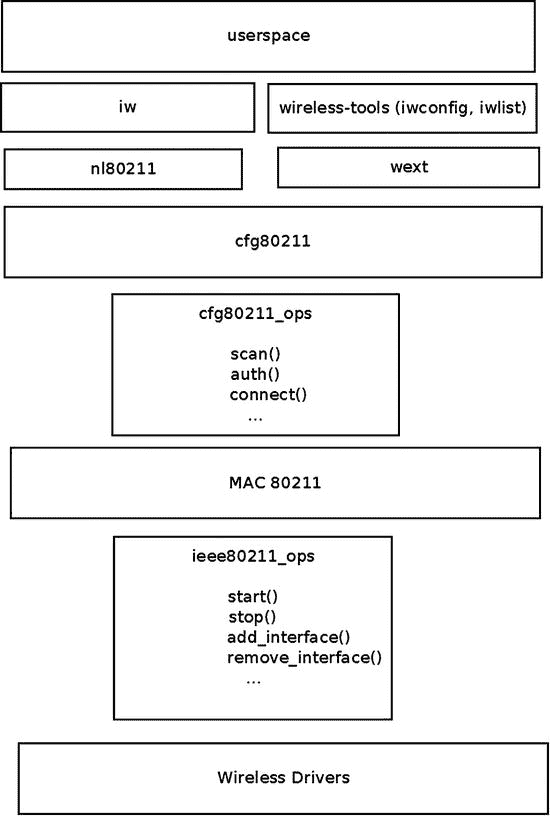 userspace
iw
wireless-tools (iwconfig, iwlist)
nl80211
wext
cfg80211
cfg80211_ops
scan()
auth()
connect()
...
MAC 80211
ieee80211_ops
start()
stop()
add_interface()
remove_interface()
...
Wireless Drivers